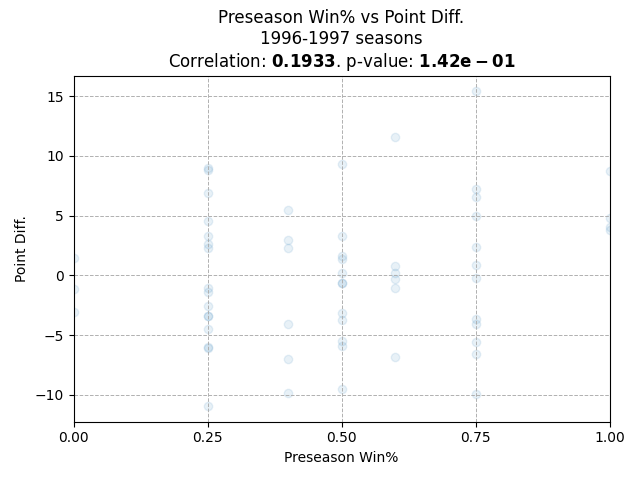 Preseason Win% vs Point Diff.
1996-1997 seasons
Correlation: 0.1933. p-value: 1.42e − 01
15
10
5
0
−5
−10
Point Diff.
0.00 0.25 0.50 0.75 1.00
Preseason Win%